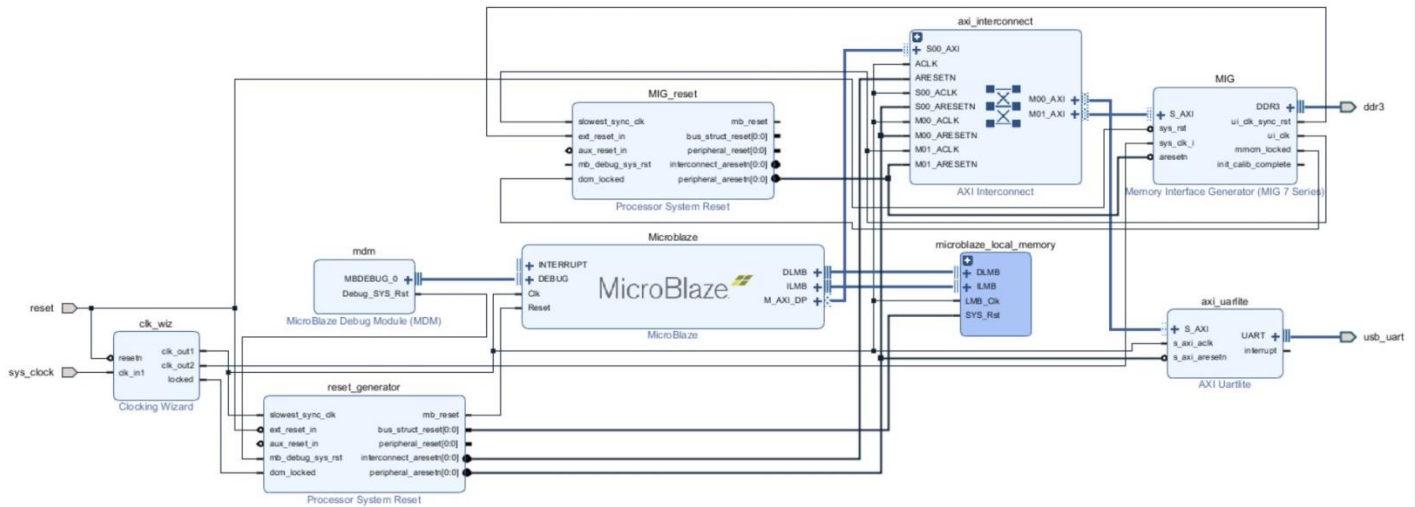 axi_interconnect
S00_AXI
ACLK
ARESETN
S00_ACLK
S00_ARESETN
M00_ACLK
M00_ARESETN
M01_ACLK
M01_ARESETN
M00_AXI
M01_AXI
AXI Interconnect
MIG
S_AXI
sys_rst
sys_clk_i
aresetn
DDR3
ui_clk_sync_rst
ui_clk
mmcm_locked
init_calib_complete
Memory Interface Generator (MIG 7 Series)
ddr3
MIG_reset
slowest_sync_clk
ext_reset_in
aux_reset_in
mb_debug_sys_rst
dcm_locked
mb_reset
bus_struct_reset[0:0]
peripheral_reset[0:0]
interconnect_aresetn[0:0]
peripheral_aresetn[0:0]
Processor System Reset
mdm
MBDEBUG_0
Debug_SYS_Rst
MicroBlaze Debug Module (MDM)
Microblaze
INTERRUPT
DEBUG
Clk
Reset
MicroBlaze
DLMB
ILMB
M_AXI_DP
MicroBlaze
microblaze_local_memory
DLMB
ILMB
LMB_Clk
SYS_Rst
reset
sys_clock
clk_wiz
resetn
clk_in1
clk_out1
clk_out2
locked
Clocking Wizard
reset_generator
slowest_sync_clk
ext_reset_in
aux_reset_in
mb_debug_sys_rst
dcm_locked
mb_reset
bus_struct_reset[0:0]
peripheral_reset[0:0]
interconnect_aresetn[0:0]
peripheral_aresetn[0:0]
Processor System Reset
axi_uarlite
S_AXI
s_axi_aclk
s_axi_aresetn
UART
interrupt
AXI Uartlite
usb_uart